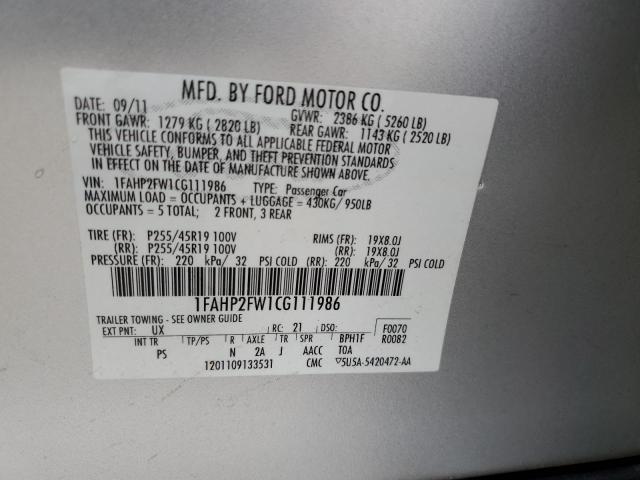 MFD. BY FORD MOTOR CO.
DATE: 09/11 GVWR: 2386 KG ( 5260 LB)
FRONT GAWR: 1279 KG ( 2820 LB) REAR GAWR: 1143 KG ( 2520 LB)
THIS VEHICLE CONFORMS TO ALL APPLICABLE FEDERAL MOTOR
VEHICLE SAFETY, BUMPER, AND THEFT PREVENTION STANDARDS
IN EFFECT ON THE DATE OF MANUFACTURE SHOWN ABOVE.
VIN: 1FAHP2FW1CG111986 TYPE: Passenger Car
MAXIMUM LOAD = OCCUPANTS + LUGGAGE = 430KG/ 950LB
OCCUPANTS = 5 TOTAL; 2 FRONT, 3 REAR
TIRE (FR): P255/45R19 100V RIMS (FR): 19X8.0J
(RR): P255/45R19 100V (RR): 19X8.0J
PRESSURE (FR): 220 kPa/ 32 PSI COLD (RR): 220 kPa/ 32 PSI COLD
1FAHP2FW1CG111986
TRAILER TOWING - SEE OWNER GUIDE
EXT PNT: UX RC: 21 DSO: F0070
INT TR TP/PS R AXLE TR SPR BPH1F R0082
PS N 2A J AACC TOA
1201109133531 CMC ▽5U5A-5420472-AA